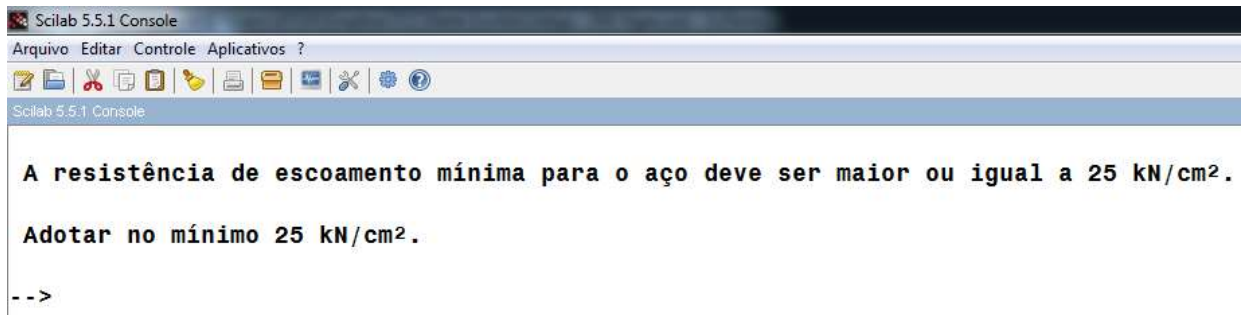 Scilab 5.5.1 Console
Arquivo Editar Controle Aplicativos ?
Scilab 5.5.1 Console
A resistência de escoamento mínima para o aço deve ser maior ou igual a 25 kN/cm².
Adotar no mínimo 25 kN/cm².
-->